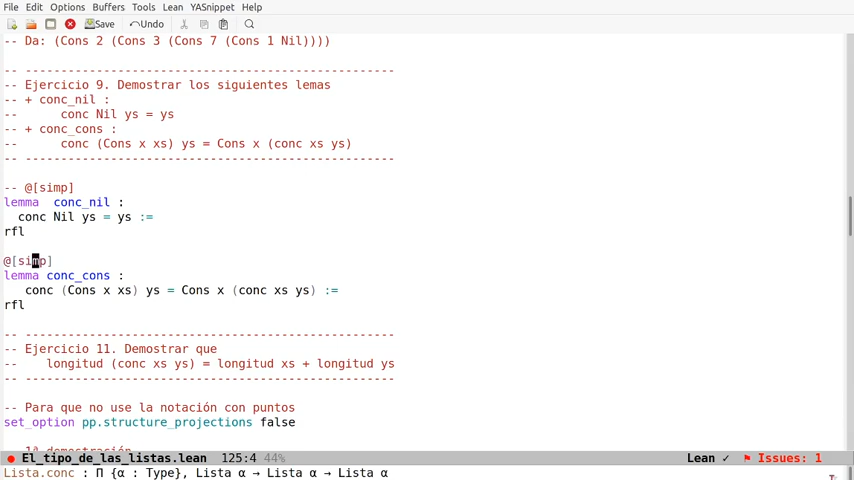 File Edit Options Buffers Tools Lean YASnippet Help
Save Undo
-- Da: (Cons 2 (Cons 3 (Cons 7 (Cons 1 Nil))))
-- ---------------------------------------------------
-- Ejercicio 9. Demostrar los siguientes lemas
-- + conc_nil :
--      conc Nil ys = ys
-- + conc_cons :
--      conc (Cons x xs) ys = Cons x (conc xs ys)
-- ---------------------------------------------------
-- @[simp]
lemma  conc_nil :
  conc Nil ys = ys :=
rfl
@[simp]
lemma conc_cons :
   conc (Cons x xs) ys = Cons x (conc xs ys) :=
rfl
-- ---------------------------------------------------
-- Ejercicio 11. Demostrar que
--    longitud (conc xs ys) = longitud xs + longitud ys
-- ---------------------------------------------------
-- Para que no use la notación con puntos
set_option pp.structure_projections false
-- 1ª demostración
El_tipo_de_las_listas.lean   125:4   44%   Lean ✓   Issues: 1
Lista.conc : Π {α : Type}, Lista α → Lista α → Lista α